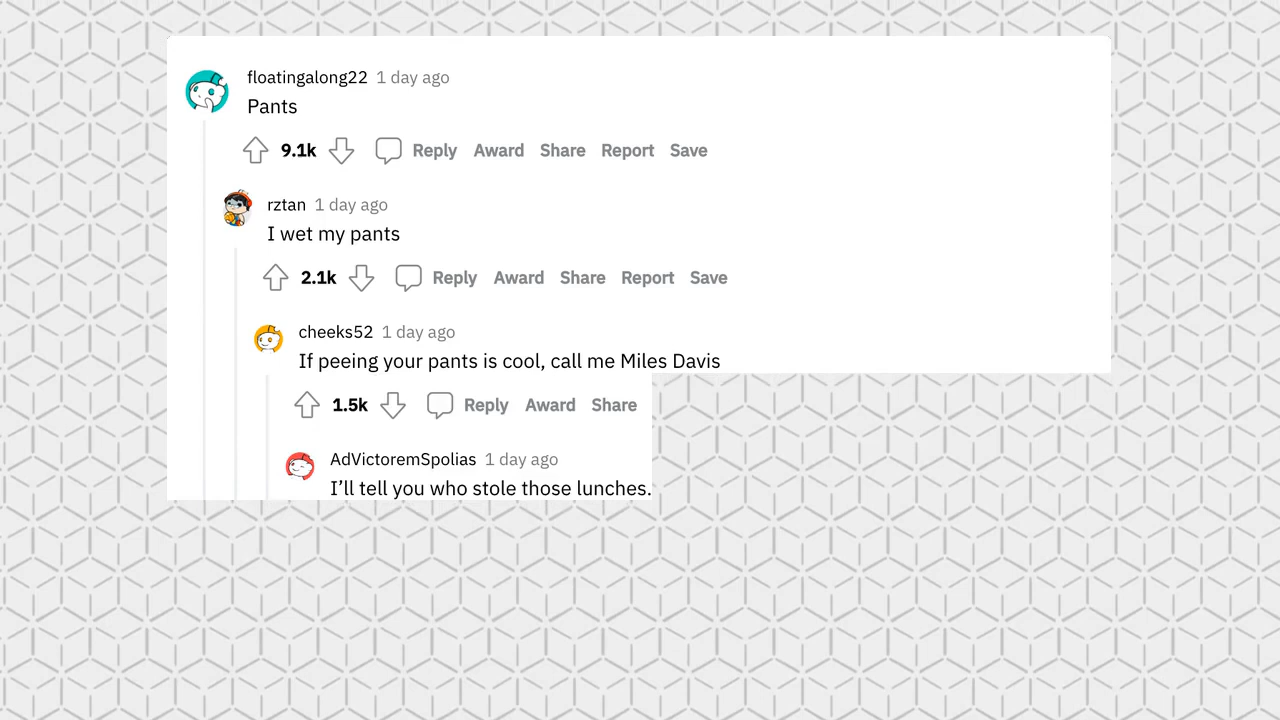 floatingalong22 1 day ago
Pants
9.1k Reply Award Share Report Save
rztan 1 day ago
I wet my pants
2.1k Reply Award Share Report Save
cheeks52 1 day ago
If peeing your pants is cool, call me Miles Davis
1.5k Reply Award Share
AdVictoremSpolias 1 day ago
I’ll tell you who stole those lunches.